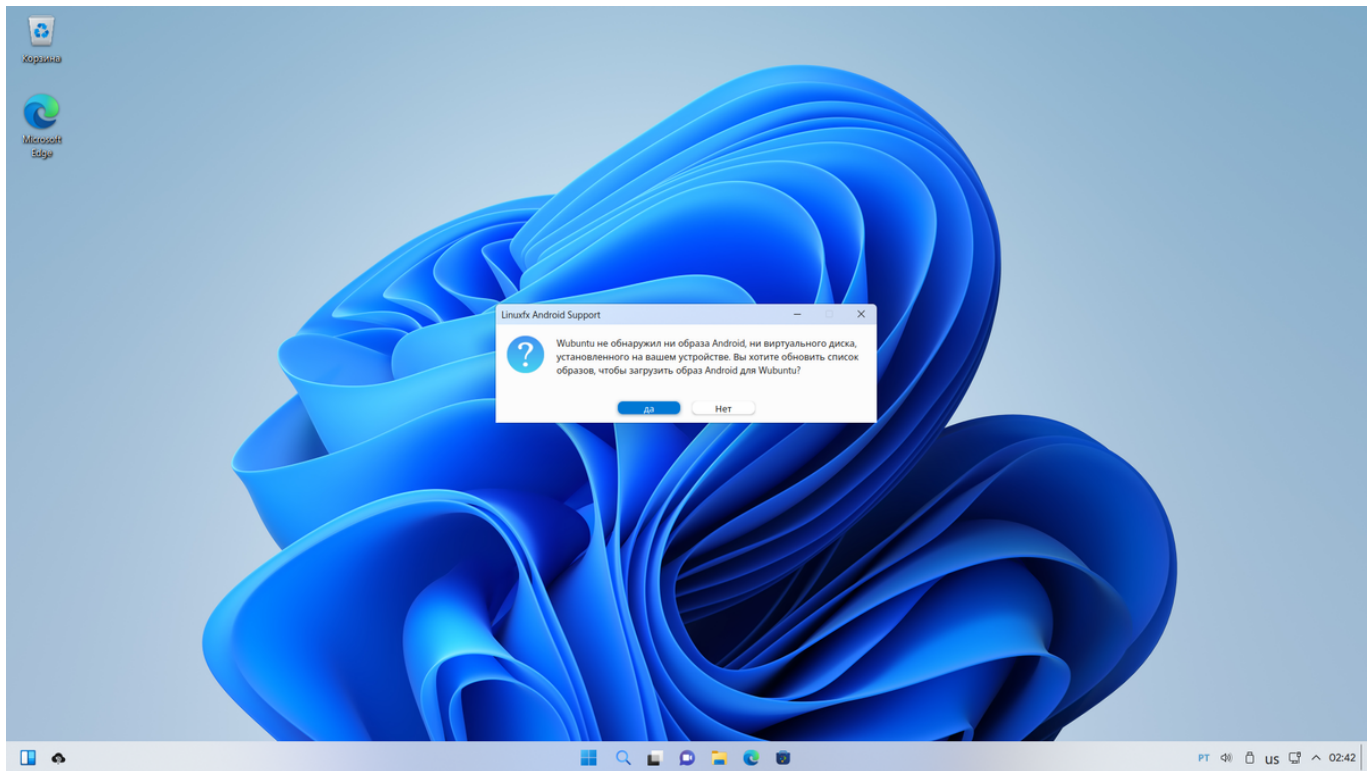 Корзина
Microsoft
Edge
Linuxfx Android Support
Wubuntu не обнаружил ни образа Android, ни виртуального диска,
установленного на вашем устройстве. Вы хотите обновить список
образов, чтобы загрузить образ Android для Wubuntu?
да
Нет
PT
us
02:42